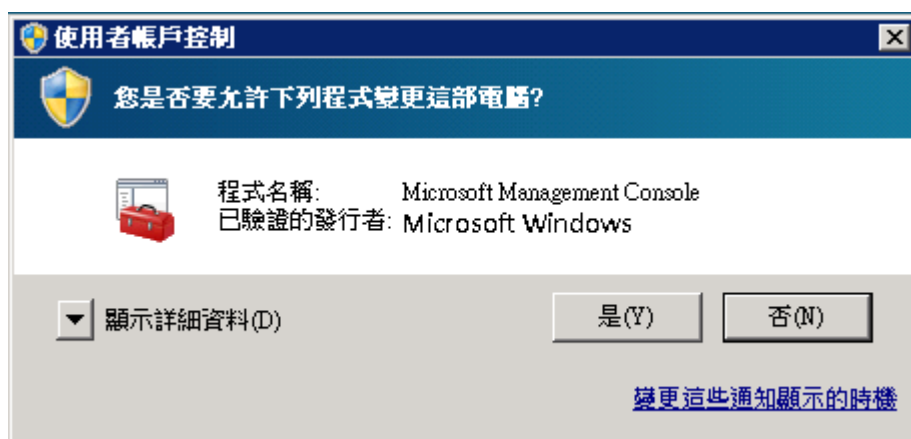 使用者帳戶控制
您是否要允許下列程式變更這部電腦?
程式名稱: Microsoft Management Console
已驗證的發行者: Microsoft Windows
顯示詳細資料(D)
是(Y)
否(N)
變更這些通知顯示的時機